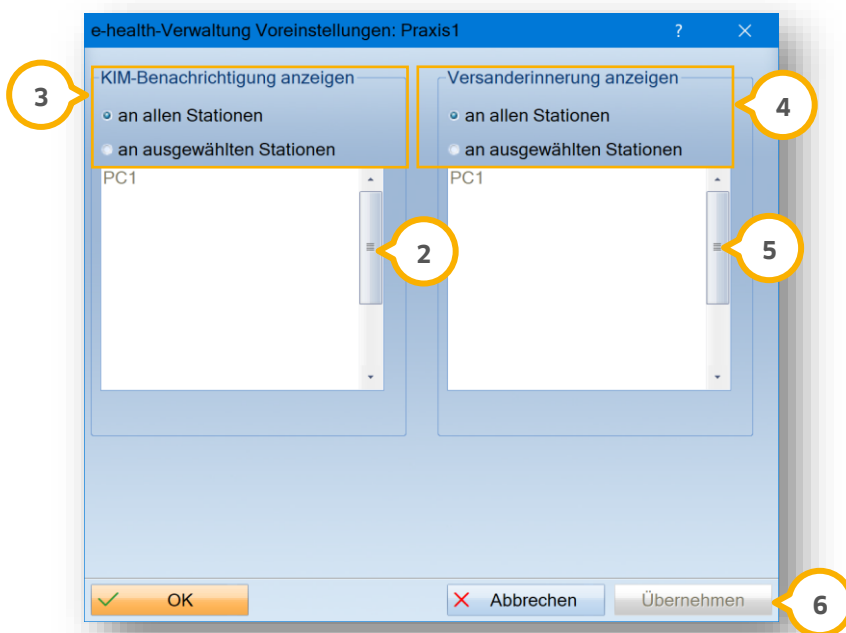 e-health-Verwaltung Voreinstellungen: Praxis1 ?
KIM-Benachrichtigung anzeigen
an allen Stationen
an ausgewählten Stationen
PC1
3
2
Versanderinnerung anzeigen
an allen Stationen
an ausgewählten Stationen
PC1
4
5
OK
Abbrechen
Übernehmen
6